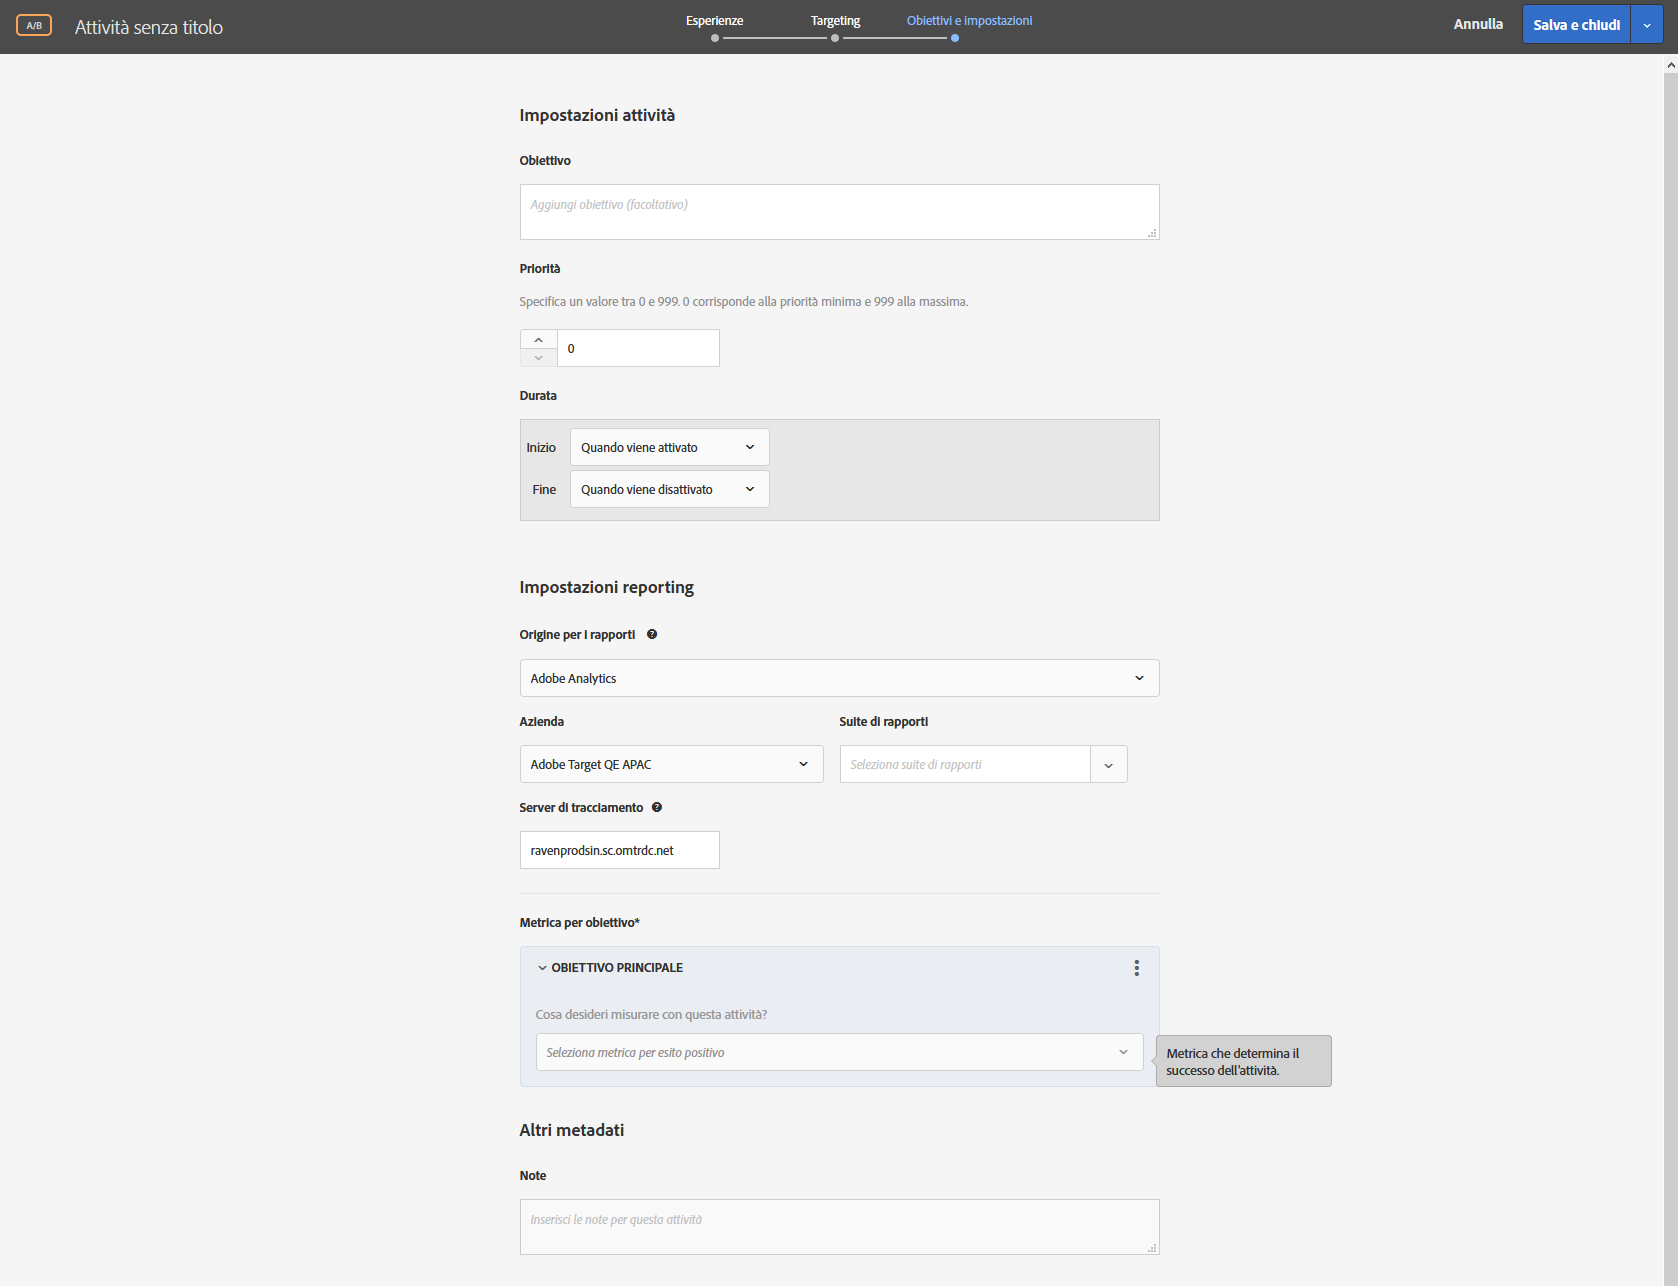 A/B
Attività senza titolo
Esperienze
Targeting
Obiettivi e impostazioni
Annulla
Salva e chiudi
Impostazioni attività
Obiettivo
Aggiungi obiettivo (facoltativo)
Priorità
Specifica un valore tra 0 e 999. 0 corrisponde alla priorità minima e 999 alla massima.
0
Durata
Inizio
Quando viene attivato
Fine
Quando viene disattivato
Impostazioni reporting
Origine per i rapporti
Adobe Analytics
Azienda
Suite di rapporti
Adobe Target QE APAC
Seleziona suite di rapporti
Server di tracciamento
ravenprodsin.sc.omtrdc.net
Metrica per obiettivo*
OBIETTIVO PRINCIPALE
Cosa desideri misurare con questa attività?
Seleziona metrica per esito positivo
Metrica che determina il
successo dell'attività.
Altri metadati
Note
Inserisci le note per questa attività